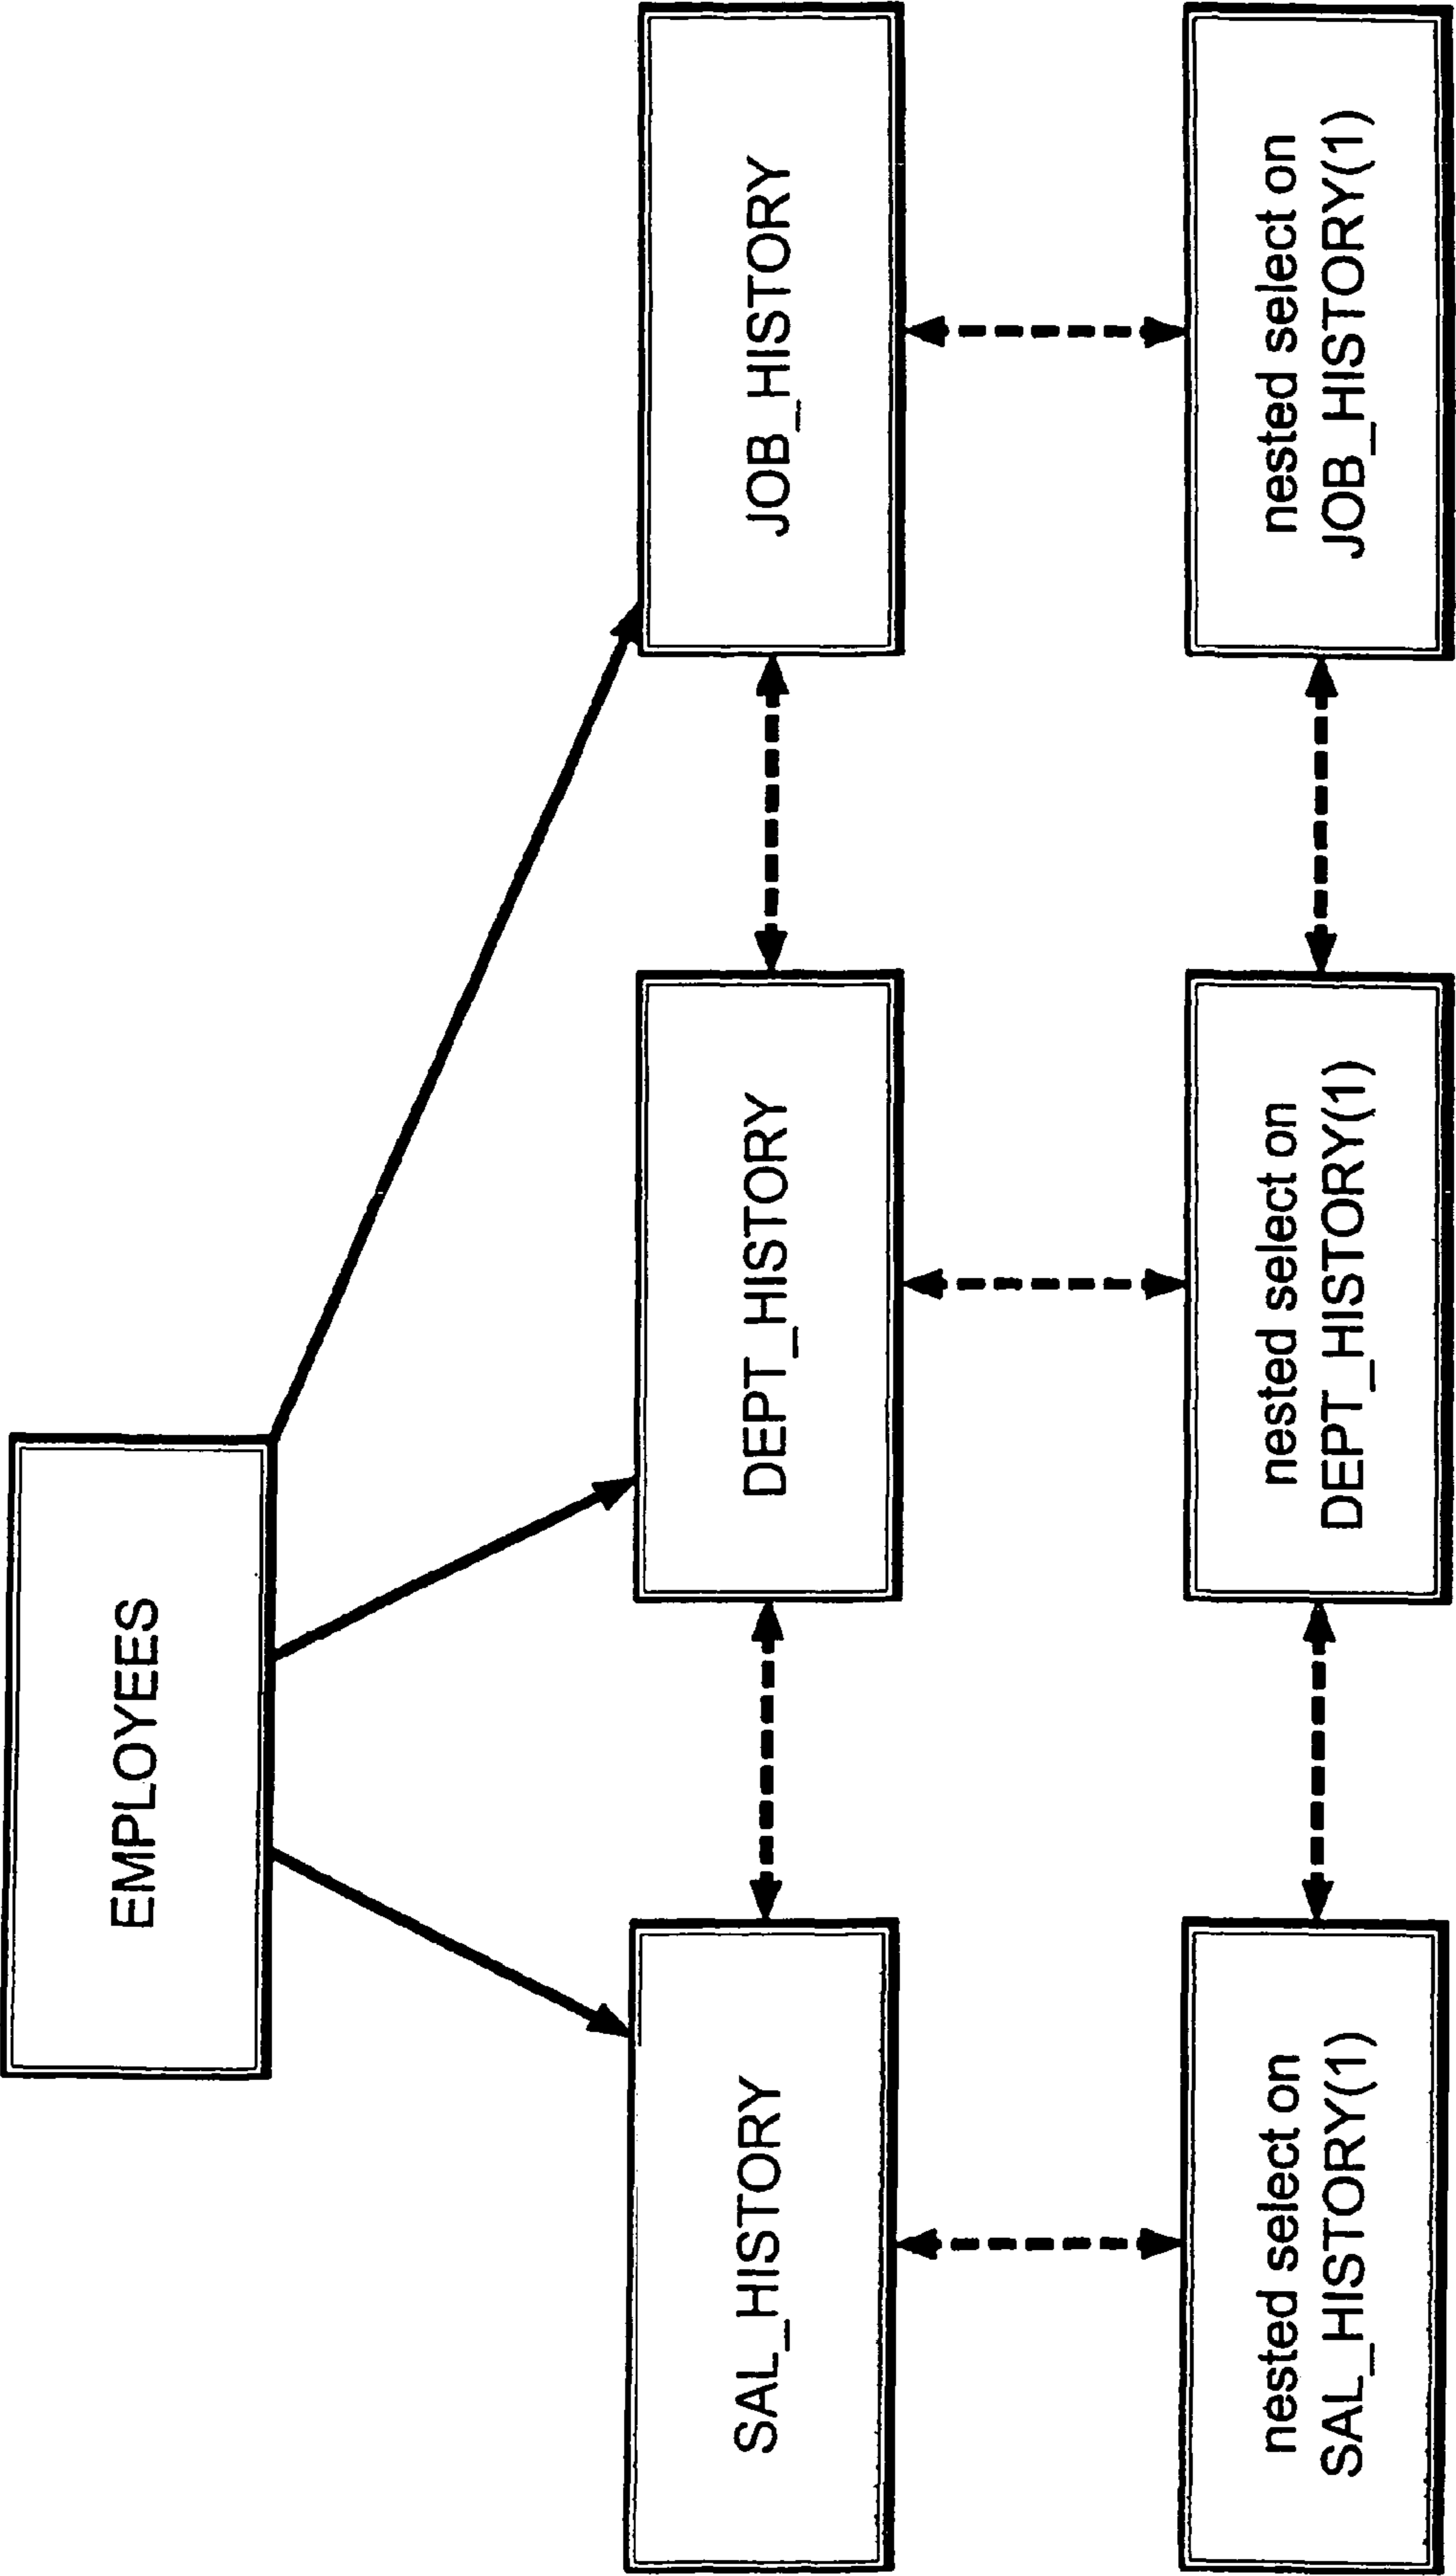 EMPLOYEES
SAL_HISTORY
DEPT_HISTORY
JOB_HISTORY
nested select on
SAL_HISTORY(1)
nested select on
DEPT_HISTORY(1)
nested select on
JOB_HISTORY(1)